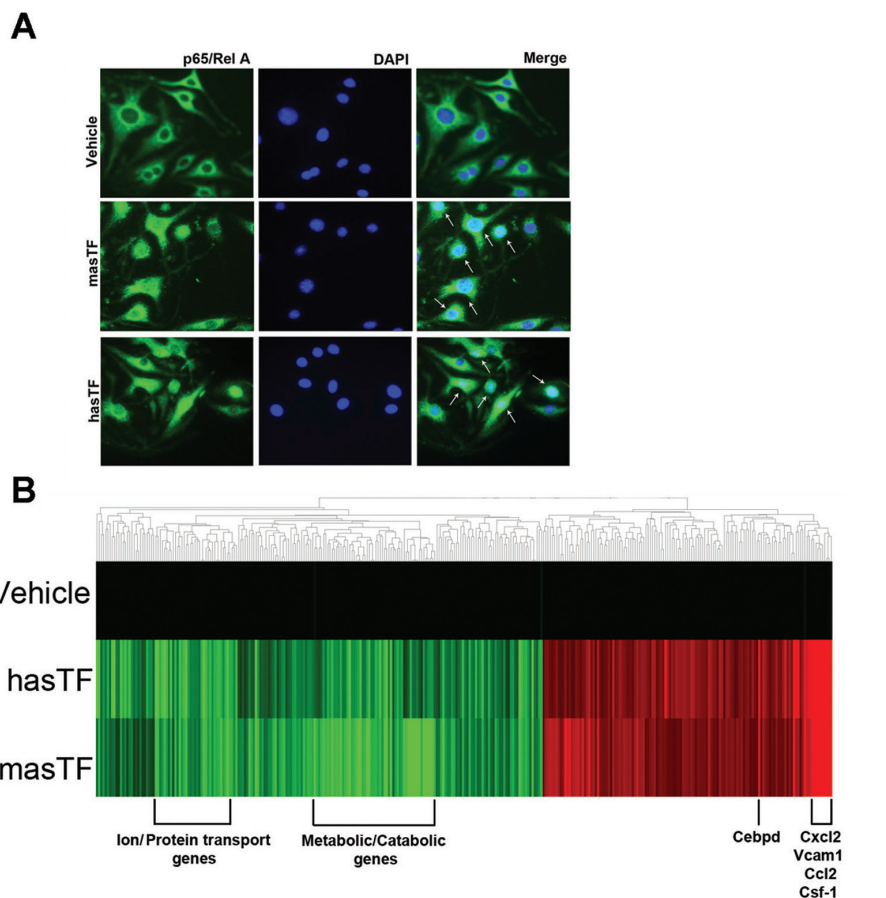 A
p65/Rel A
DAPI
Merge
Vehicle
masTF
hasTF
B
Vehicle
hasTF
masTF
Ion/Protein transport
genes
Metabolic/Catabolic
genes
Cebpd
Cxcl2
Vcam1
Ccl2
Csf-1